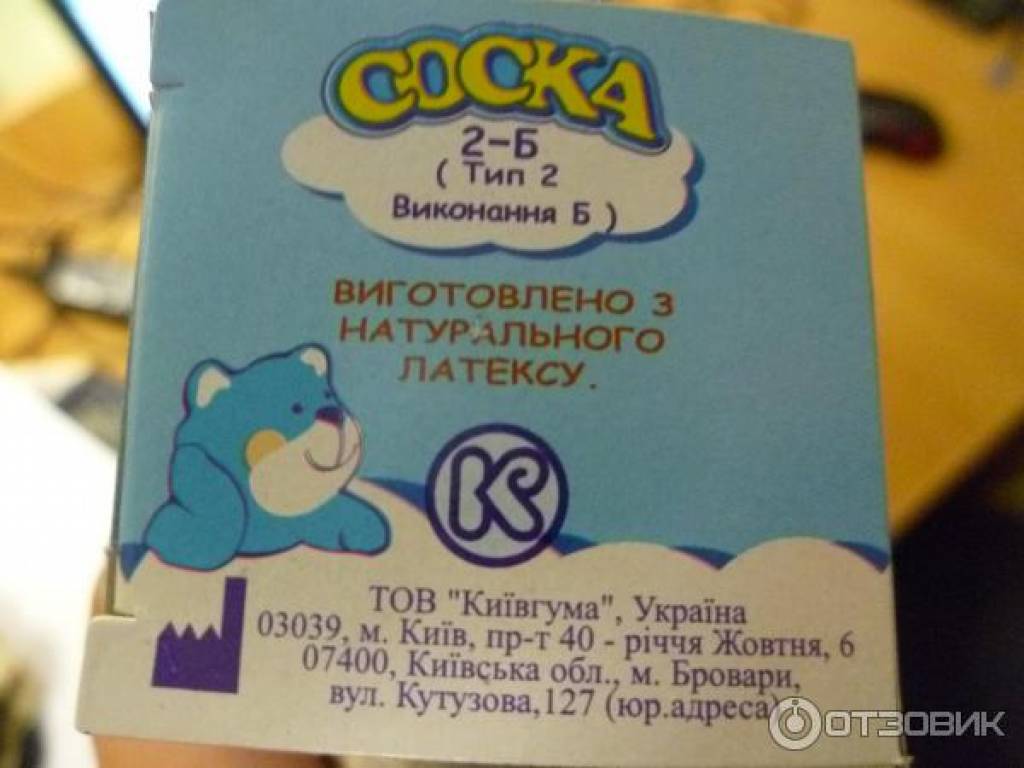 СОСКА
2-Б
( Тип 2
Виконання Б )
ВИГОТОВЛЕНО З
НАТУРАЛЬНОГО
ЛАТЕКСУ.
ТОВ "Київгума", Україна
03039, м. Київ, пр-т 40 - річчя Жовтня, 6
07400, Київська обл., м. Бровари,
вул. Кутузова,127 (юр.адреса)
ОТЗОВИК